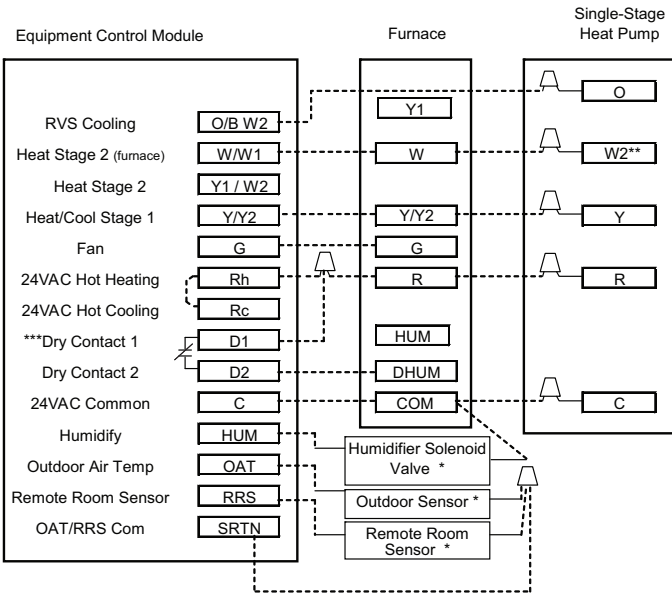 Single-Stage
Equipment Control Module Furnace Heat Pump
Y1 O
RVS Cooling O/B W2
Heat Stage 2 (furnace) W/W1 W W2**
Heat Stage 2 Y1 / W2
Heat/Cool Stage 1 Y/Y2 Y/Y2 Y
Fan G G
24VAC Hot Heating Rh R R
24VAC Hot Cooling Rc
***Dry Contact 1 D1 HUM
Dry Contact 2 D2 DHUM
24VAC Common C COM C
Humidify HUM Humidifier Solenoid
Valve *
Outdoor Air Temp OAT
Outdoor Sensor *
Remote Room Sensor RRS
OAT/RRS Com SRTN Remote Room
Sensor *